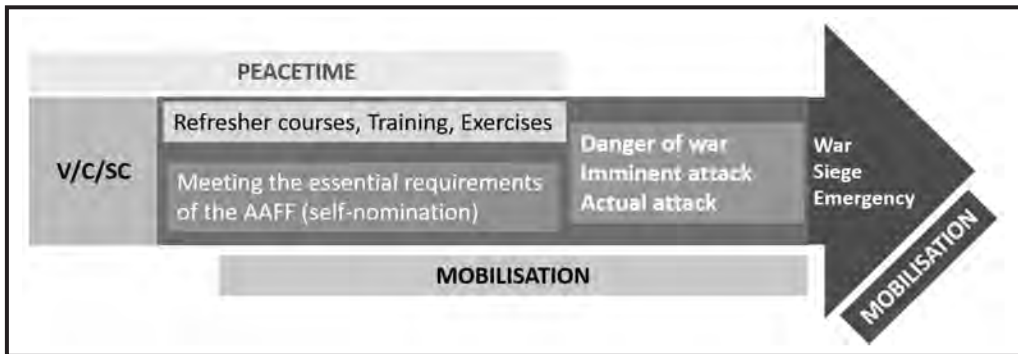 PEACETIME
V/C/SC
Refresher courses, Training, Exercises
Meeting the essential requirements
of the AAFF (self-nomination)
Danger of war
Imminent attack
Actual attack
War
Siege
Emergency
MOBILISATION
MOBILISATION